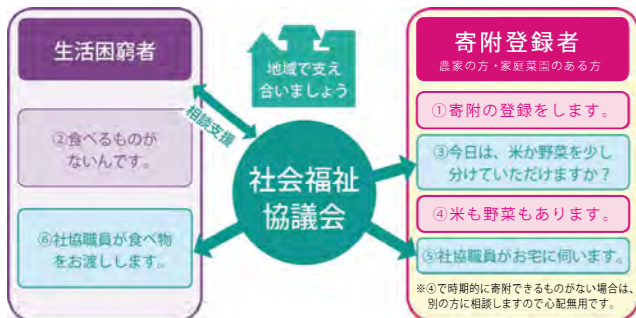 生活困窮者
②食べるものが
ないんです。
⑥社協職員が食べ物
をお渡しします。
地域で支え
合いましょう
相談支援
社会福祉
協議会
寄附登録者
農家の方・家庭菜園のある方
①寄附の登録をします。
③今日は、米か野菜を少し
分けていただけますか？
④米も野菜もあります。
⑤社協職員がお宅に伺います。
※④で時期的に寄附できるものがない場合は、
別の方に相談しますので心配無用です。